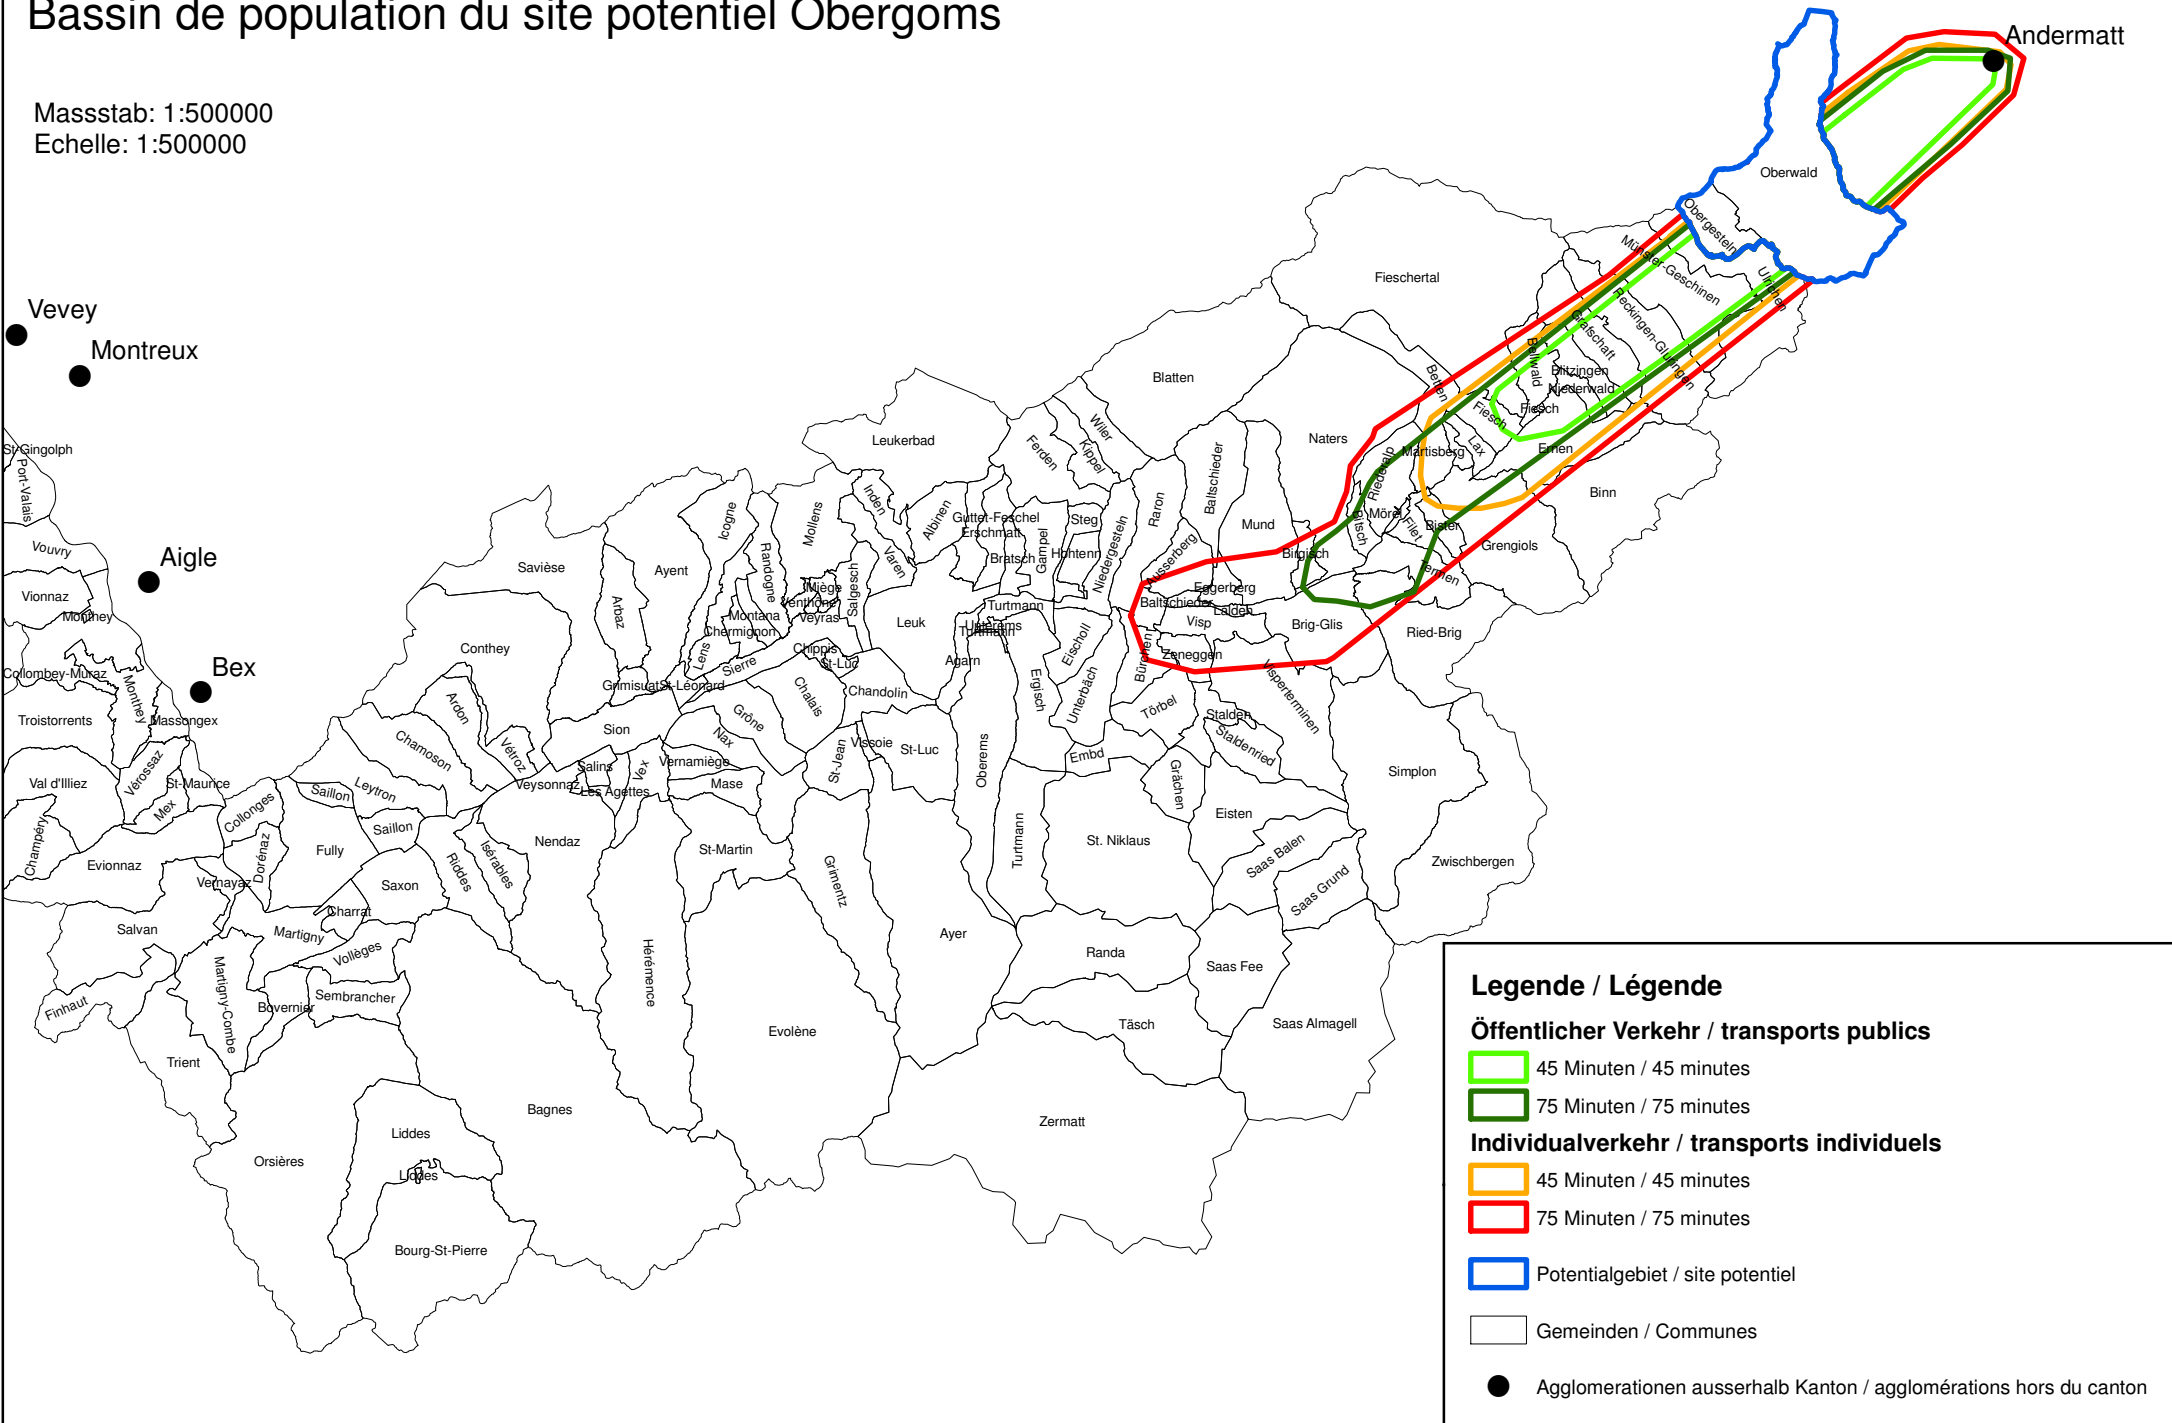 Bassin de population du site potentiel Obergoms
Massstab: 1:500000
Echelle: 1:500000
Andermatt
Oberwald
Obergesteln
Münster-Geschinen
Ulrichen
Fieschertal
Reckingen-Gluringen
Grafschaft
Bellwald
Blitzingen
Niederwald
Fiesch
Fiesch
Betten
Lax
Ernen
Martisberg
Binn
Vevey
Montreux
Aigle
Bex
Blatten
Naters
Riederalp
Mörel
Bitsch
Filet
Bister
Grengiols
Termen
Leukerbad
Wiler
Kippel
Ferden
Baltschieder
Mund
Birgisch
Raron
Ausserberg
Eggerberg
Baltschieder
Lalden
Visp
Brig-Glis
Ried-Brig
Zeneggen
Bürchen
Visperterminen
St-Gingolph
Port-Valais
Vouvry
Vionnaz
Monthey
Collombey-Muraz
Monthey
Massongex
Troistorrents
Val d'Illiez
Vérossaz
St-Maurice
Mex
Champéry
Evionnaz
Collonges
Dorénaz
Vernayaz
Salvan
Finhaut
Trient
Martigny-Combe
Martigny
Charrat
Vollèges
Bovernier
Sembrancher
Fully
Saillon
Leytron
Saillon
Saxon
Riddes
Isérables
Chamoson
Ardon
Vétroz
Conthey
Savièse
Arbaz
Ayent
Icogne
Randogne
Mollens
Inden
Varen
Albinen
Guttet-Feschel
Erschmatt
Bratsch
Gampel
Steg
Hohtenn
Niedergesteln
Salgesch
Miège
Venthône
Veyras
Montana
Chermignon
Lens
Sierre
Chippis
St-Luc
Leuk
Turtmann
Unterems
Turtmann
Agarn
Ergisch
Eischoll
Unterbäch
Grimisuat
St-Léonard
Sion
Grône
Chalais
Chandolin
Nax
Vernamiège
Mase
Vex
Salins
Les Agettes
Veysonnaz
Nendaz
St-Martin
St-Jean
Vissoie
St-Luc
Oberems
Embd
Törbel
Stalden
Staldenried
Grächen
Eisten
Simplon
Zwischbergen
Saas Balen
Saas Grund
St. Niklaus
Turtmann
Grimentz
Ayer
Randa
Saas Fee
Saas Almagell
Täsch
Zermatt
Hérémence
Evolène
Bagnes
Liddes
Liddes
Orsières
Bourg-St-Pierre
Legende / Légende
Öffentlicher Verkehr / transports publics
45 Minuten / 45 minutes
75 Minuten / 75 minutes
Individualverkehr / transports individuels
45 Minuten / 45 minutes
75 Minuten / 75 minutes
Potentialgebiet / site potentiel
Gemeinden / Communes
Agglomerationen ausserhalb Kanton / agglomérations hors du canton